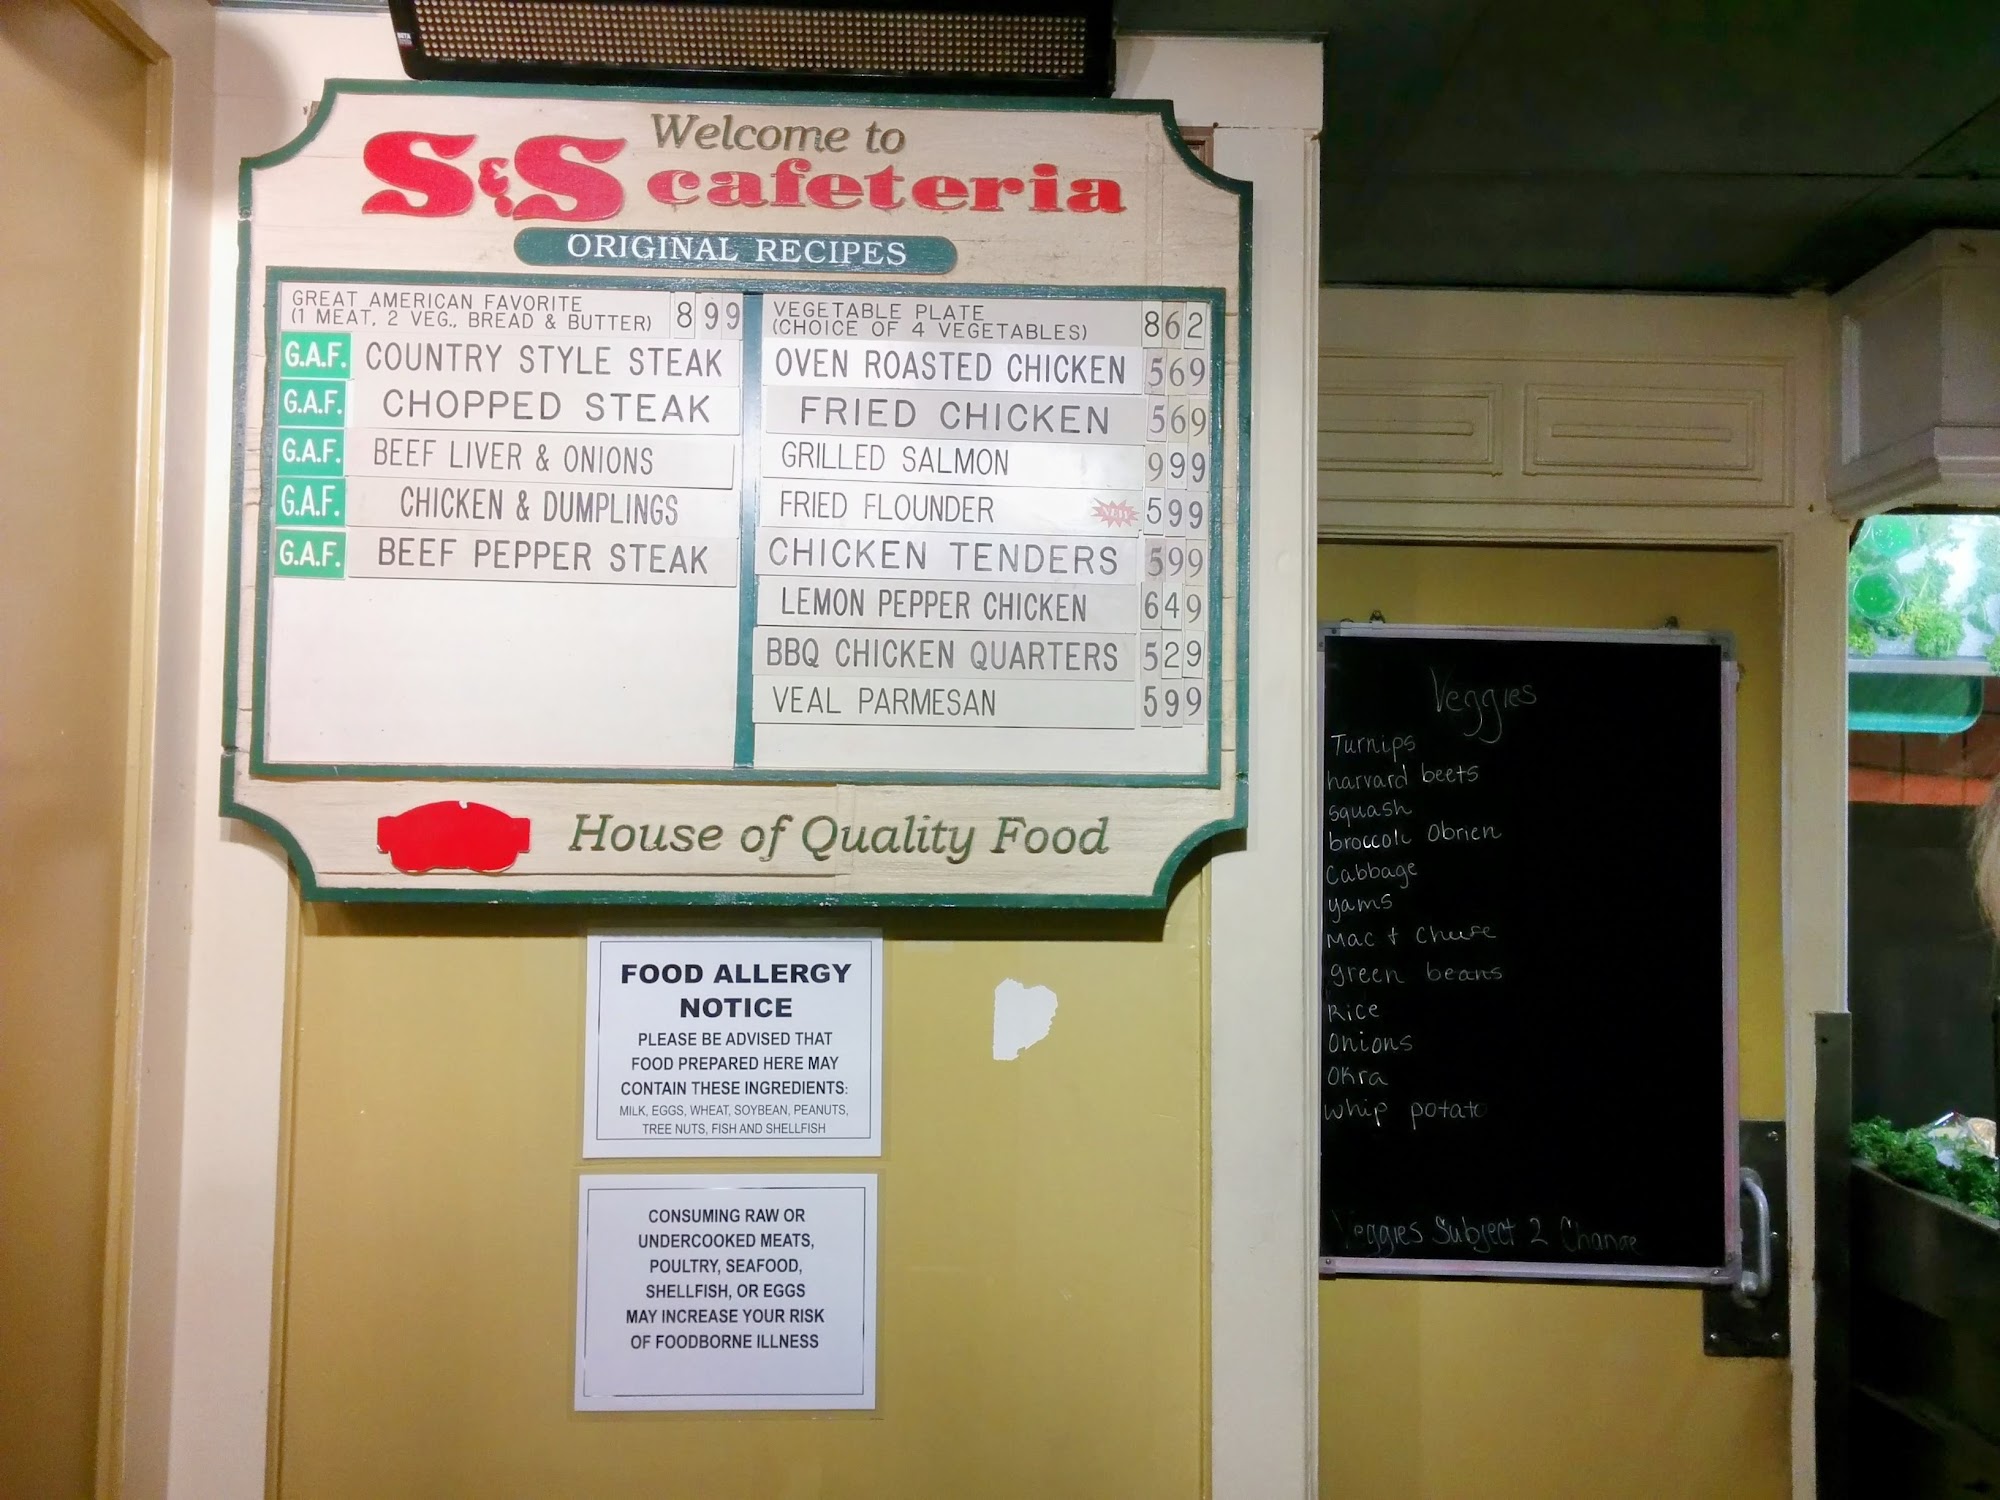 Welcome to
S&S cafeteria
ORIGINAL RECIPES
GREAT AMERICAN FAVORITE
(1 MEAT, 2 VEG., BREAD & BUTTER) 899
G.A.F. COUNTRY STYLE STEAK
G.A.F. CHOPPED STEAK
G.A.F. BEEF LIVER & ONIONS
G.A.F. CHICKEN & DUMPLINGS
G.A.F. BEEF PEPPER STEAK
VEGETABLE PLATE
(CHOICE OF 4 VEGETABLES) 862
OVEN ROASTED CHICKEN 569
FRIED CHICKEN 569
GRILLED SALMON 999
FRIED FLOUNDER NEW 599
CHICKEN TENDERS 599
LEMON PEPPER CHICKEN 649
BBQ CHICKEN QUARTERS 529
VEAL PARMESAN 599
House of Quality Food
FOOD ALLERGY
NOTICE
PLEASE BE ADVISED THAT
FOOD PREPARED HERE MAY
CONTAIN THESE INGREDIENTS:
MILK, EGGS, WHEAT, SOYBEAN, PEANUTS,
TREE NUTS, FISH AND SHELLFISH
CONSUMING RAW OR
UNDERCOOKED MEATS,
POULTRY, SEAFOOD,
SHELLFISH, OR EGGS
MAY INCREASE YOUR RISK
OF FOODBORNE ILLNESS
Veggies
Turnips
harvard beets
squash
broccoli Obrien
Cabbage
yams
Mac + Cheese
green beans
Rice
Onions
Okra
whip potato
Veggies Subject 2 Change